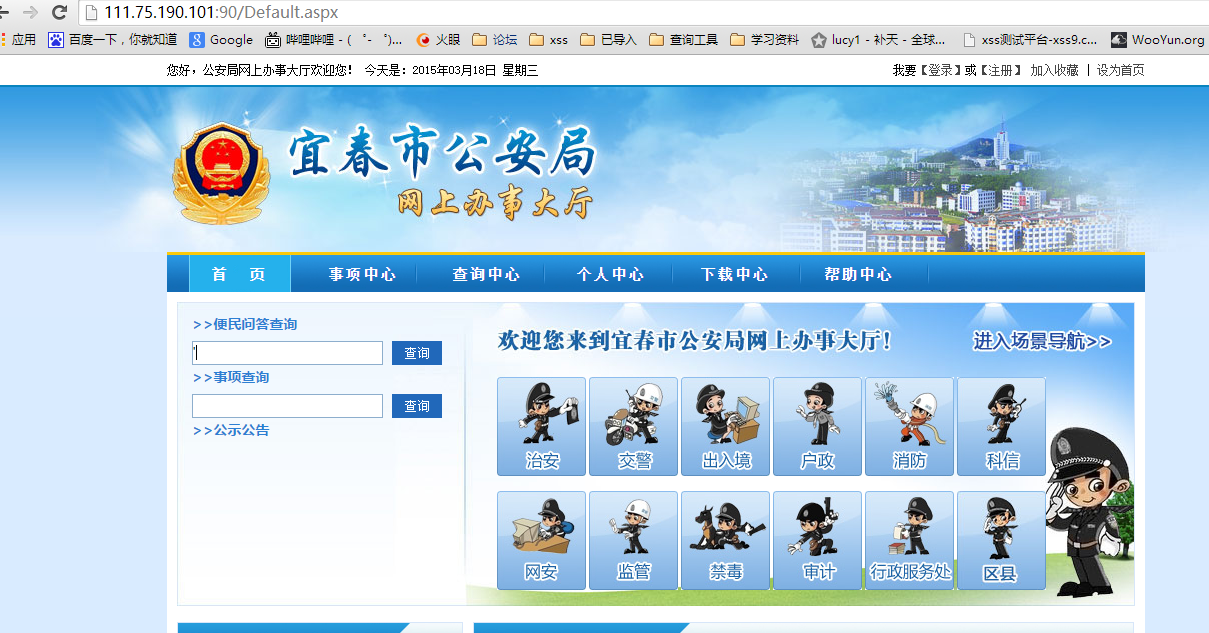 111.75.190.101:90/Default.aspx
应用 百度一下，你就知道 Google 哔哩哔哩 - ( ゜- ゜)... 火眼 论坛 xss 已导入 查询工具 学习资料 lucy1 - 补天 - 全球... xss测试平台-xss9.c... WooYun.org
您好，公安局网上办事大厅欢迎您！ 今天是：2015年03月18日 星期三 我要【登录】或【注册】 加入收藏 | 设为首页
宜春市公安局
网上办事大厅
首 页 事项中心 查询中心 个人中心 下载中心 帮助中心
>>便民问答查询
' 查询
>>事项查询
查询
>>公示公告
欢迎您来到宜春市公安局网上办事大厅！ 进入场景导航>>
治安 交警 出入境 户政 消防 科信
网安 监管 禁毒 审计 行政服务处 区县